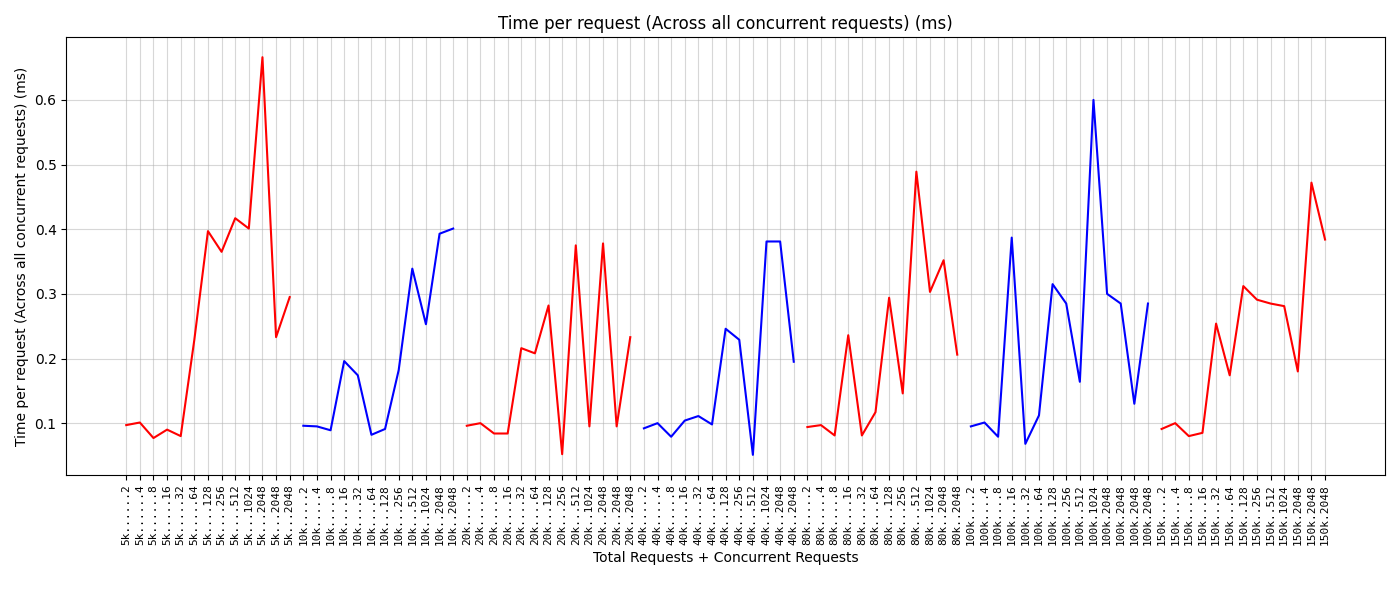 Time per request (Across all concurrent requests) (ms)
Time per request (Across all concurrent requests) (ms)
0.6
0.5
0.4
0.3
0.2
0.1
5k......2
5k......4
5k......8
5k.....16
5k.....32
5k.....64
5k....128
5k....256
5k....512
5k...1024
5k...2048
5k...2048
5k...2048
10k.....2
10k.....4
10k.....8
10k....16
10k....32
10k....64
10k...128
10k...256
10k...512
10k..1024
10k..2048
10k..2048
20k.....2
20k.....4
20k.....8
20k....16
20k....32
20k....64
20k...128
20k...256
20k...512
20k..1024
20k..2048
20k..2048
20k..2048
40k.....2
40k.....4
40k.....8
40k....16
40k....32
40k....64
40k...128
40k...256
40k...512
40k..1024
40k..2048
40k..2048
80k.....2
80k.....4
80k.....8
80k....16
80k....32
80k....64
80k...128
80k...256
80k...512
80k..1024
80k..2048
80k..2048
100k....2
100k....4
100k....8
100k...16
100k...32
100k...64
100k..128
100k..256
100k..512
100k.1024
100k.2048
100k.2048
100k.2048
100k.2048
150k....2
150k....4
150k....8
150k...16
150k...32
150k...64
150k..128
150k..256
150k..512
150k.1024
150k.2048
150k.2048
150k.2048
Total Requests + Concurrent Requests